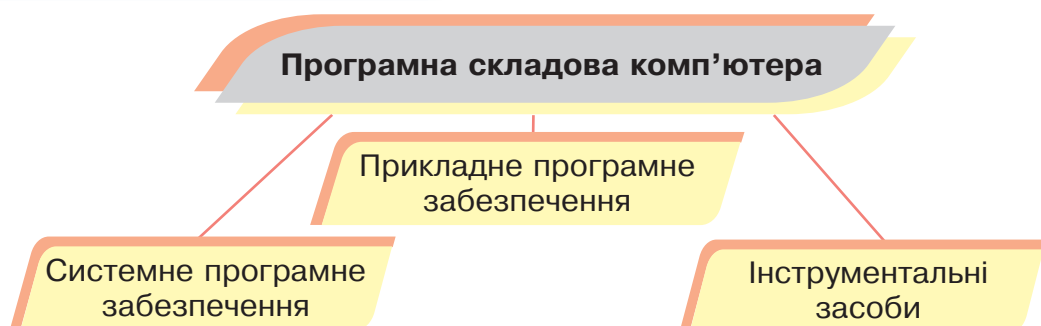 Програмна складова комп’ютера
Прикладне програмне
забезпечення
Системне програмне
забезпечення
Інструментальні
засоби